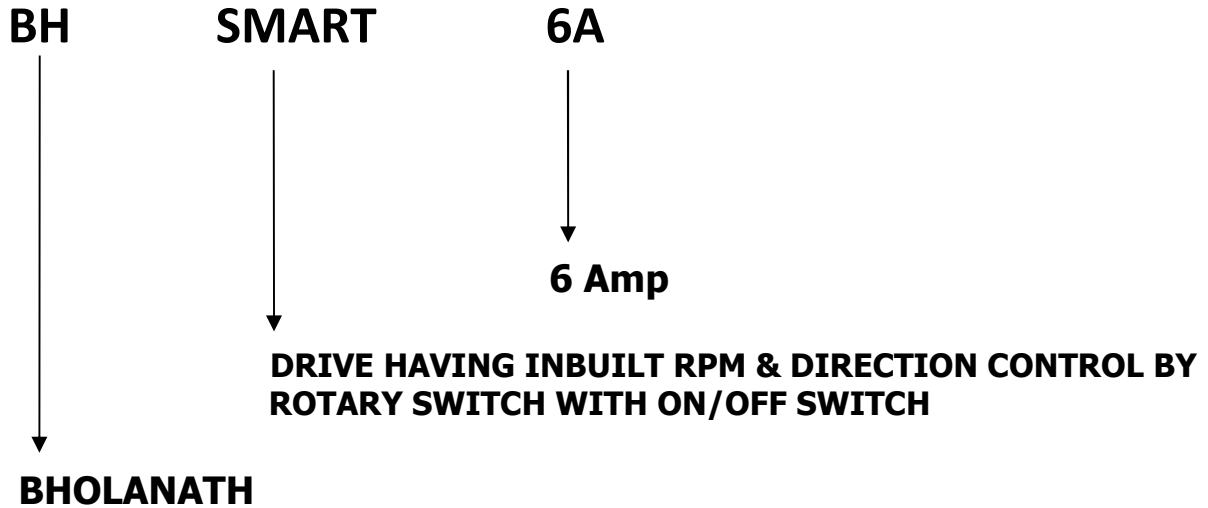 BH SMART 6A
6 Amp
DRIVE HAVING INBUILT RPM & DIRECTION CONTROL BY
ROTARY SWITCH WITH ON/OFF SWITCH
BHOLANATH